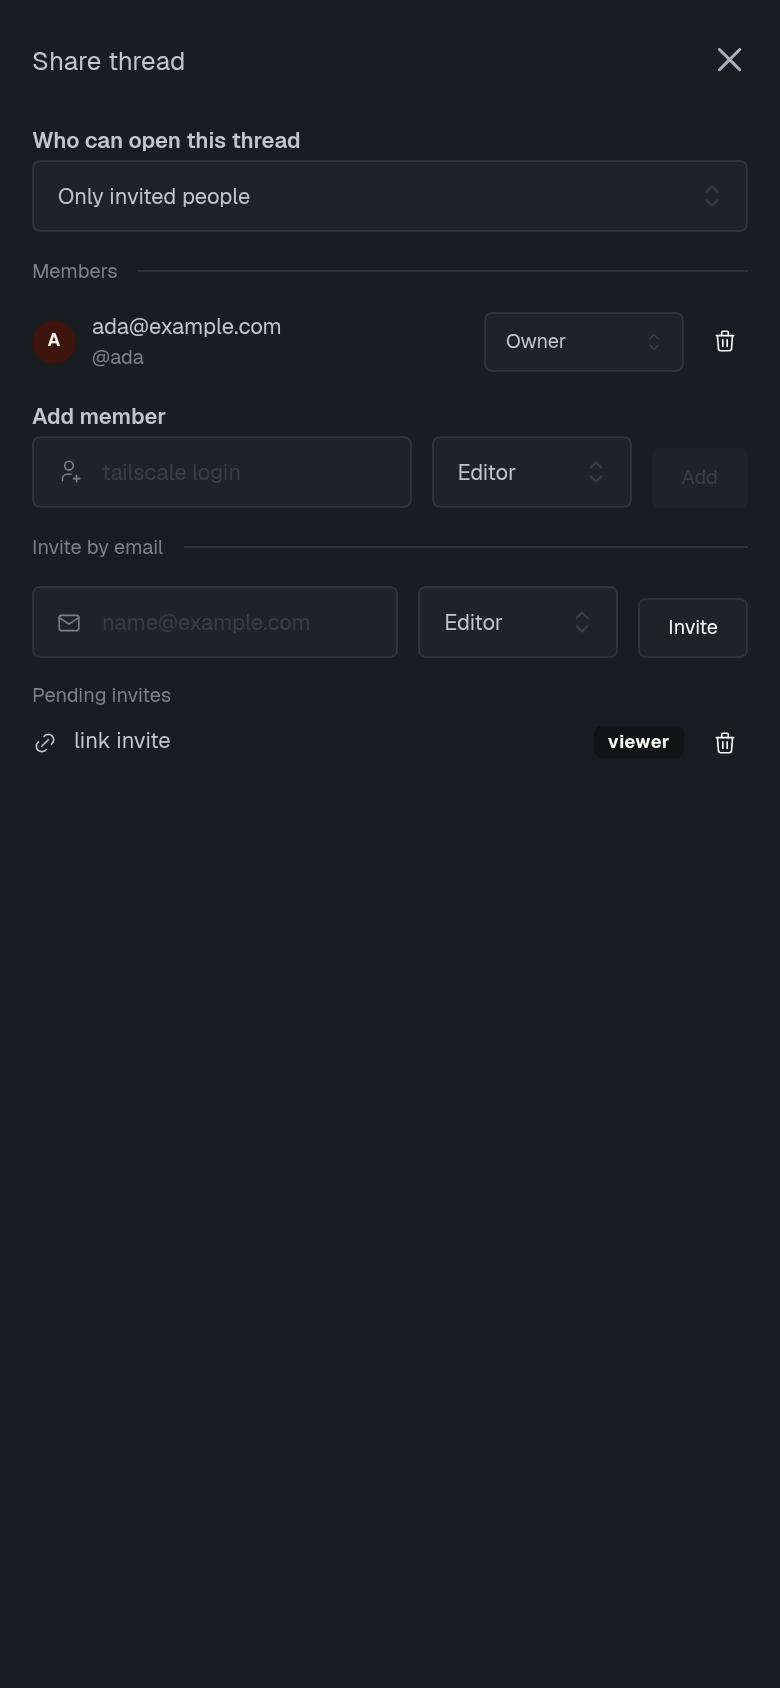 Share thread
Who can open this thread
Only invited people
Members
A
ada@example.com
Owner
@ada
Add member
tailscale login
Editor
Add
Invite by email
name@example.com
Editor
Invite
Pending invites
link invite
viewer